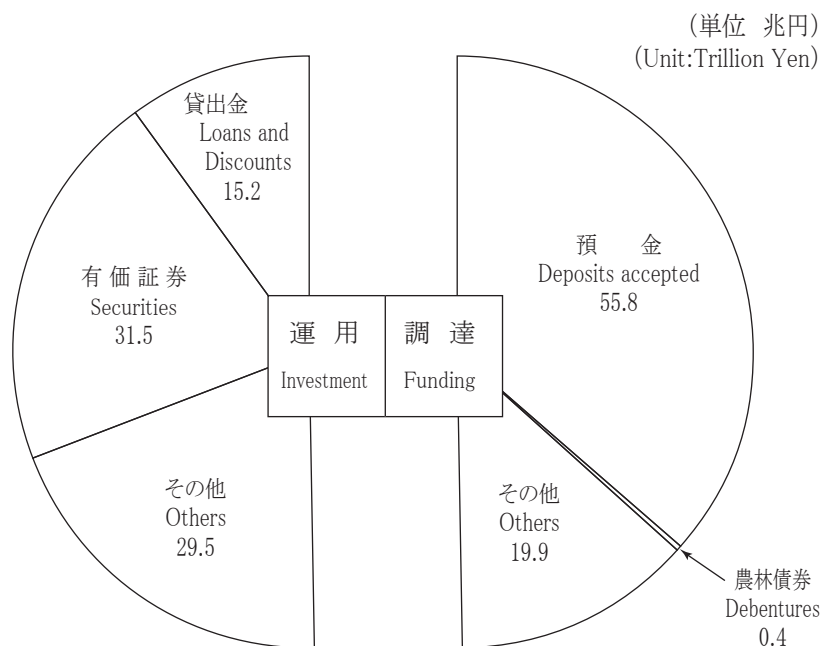 (単位 兆円)
(Unit:Trillion Yen)
貸出金
Loans and
Discounts
15.2
有価証券
Securities
31.5
その他
Others
29.5
運用
Investment
調達
Funding
預金
Deposits accepted
55.8
その他
Others
19.9
農林債券
Debentures
0.4